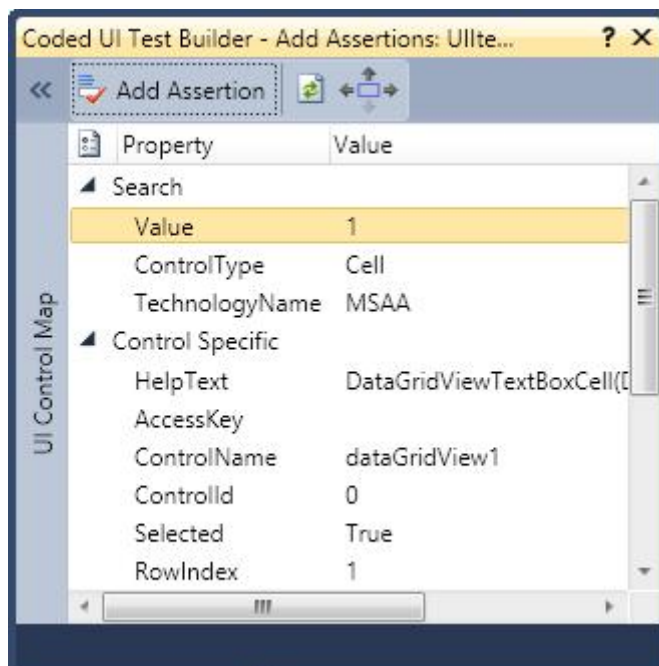 Coded UI Test Builder - Add Assertions: UIIte... ? ×
« Add Assertion
UI Control Map
Property Value
Search
Value 1
ControlType Cell
TechnologyName MSAA
Control Specific
HelpText DataGridViewTextBoxCell(
AccessKey
ControlName dataGridView1
ControlId 0
Selected True
RowIndex 1